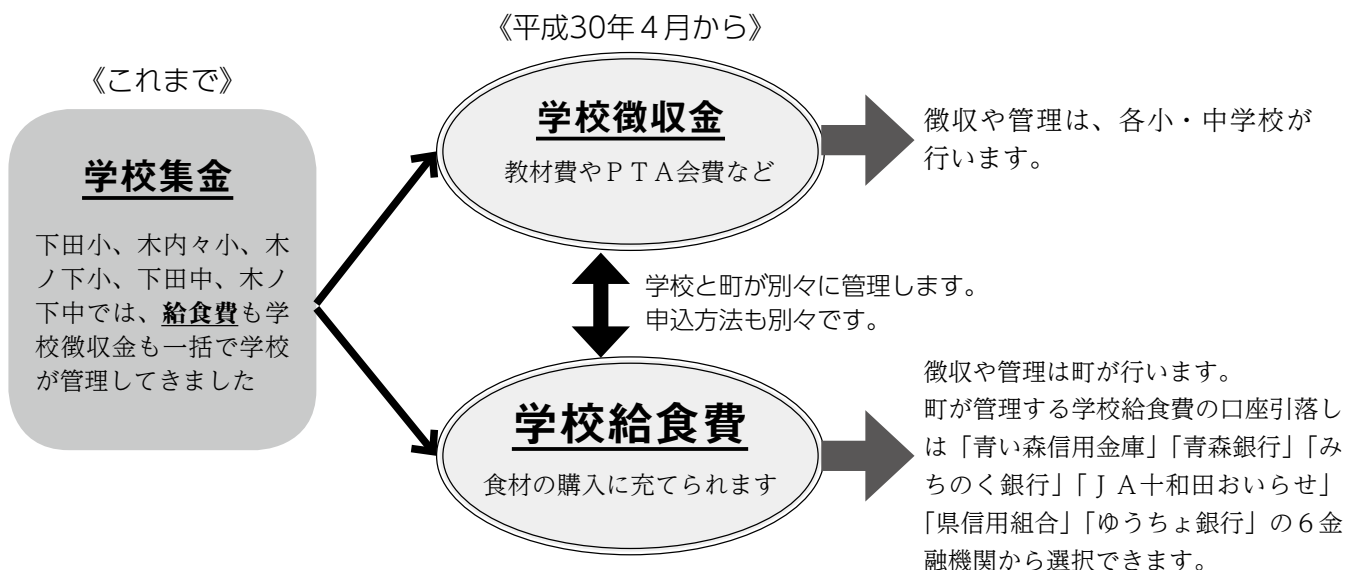 《これまで》
学校集金
下田小、木内々小、木
ノ下小、下田中、木ノ
下中では、給食費も学
校徴収金も一括で学校
が管理してきました
《平成30年４月から》
学校徴収金
教材費やＰＴＡ会費など
徴収や管理は、各小・中学校が
行います。
学校と町が別々に管理します。
申込方法も別々です。
学校給食費
食材の購入に充てられます
徴収や管理は町が行います。
町が管理する学校給食費の口座引落し
は「青い森信用金庫」「青森銀行」「み
ちのく銀行」「ＪＡ十和田おいらせ」
「県信用組合」「ゆうちょ銀行」の６金
融機関から選択できます。